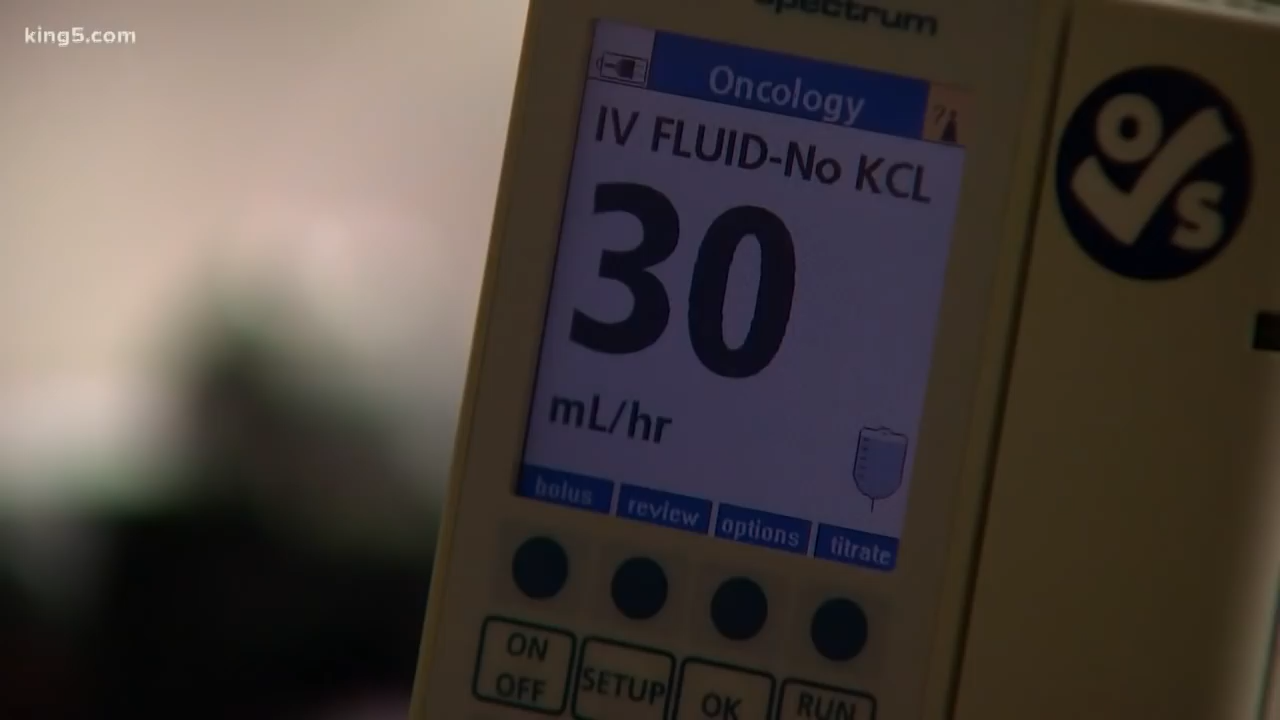 king5.com
spectrum
Oncology
?
IV FLUID-No KCL
30
mL/hr
bolus
review
options
titrate
ON
OFF
SETUP
OK
RUN
O
S